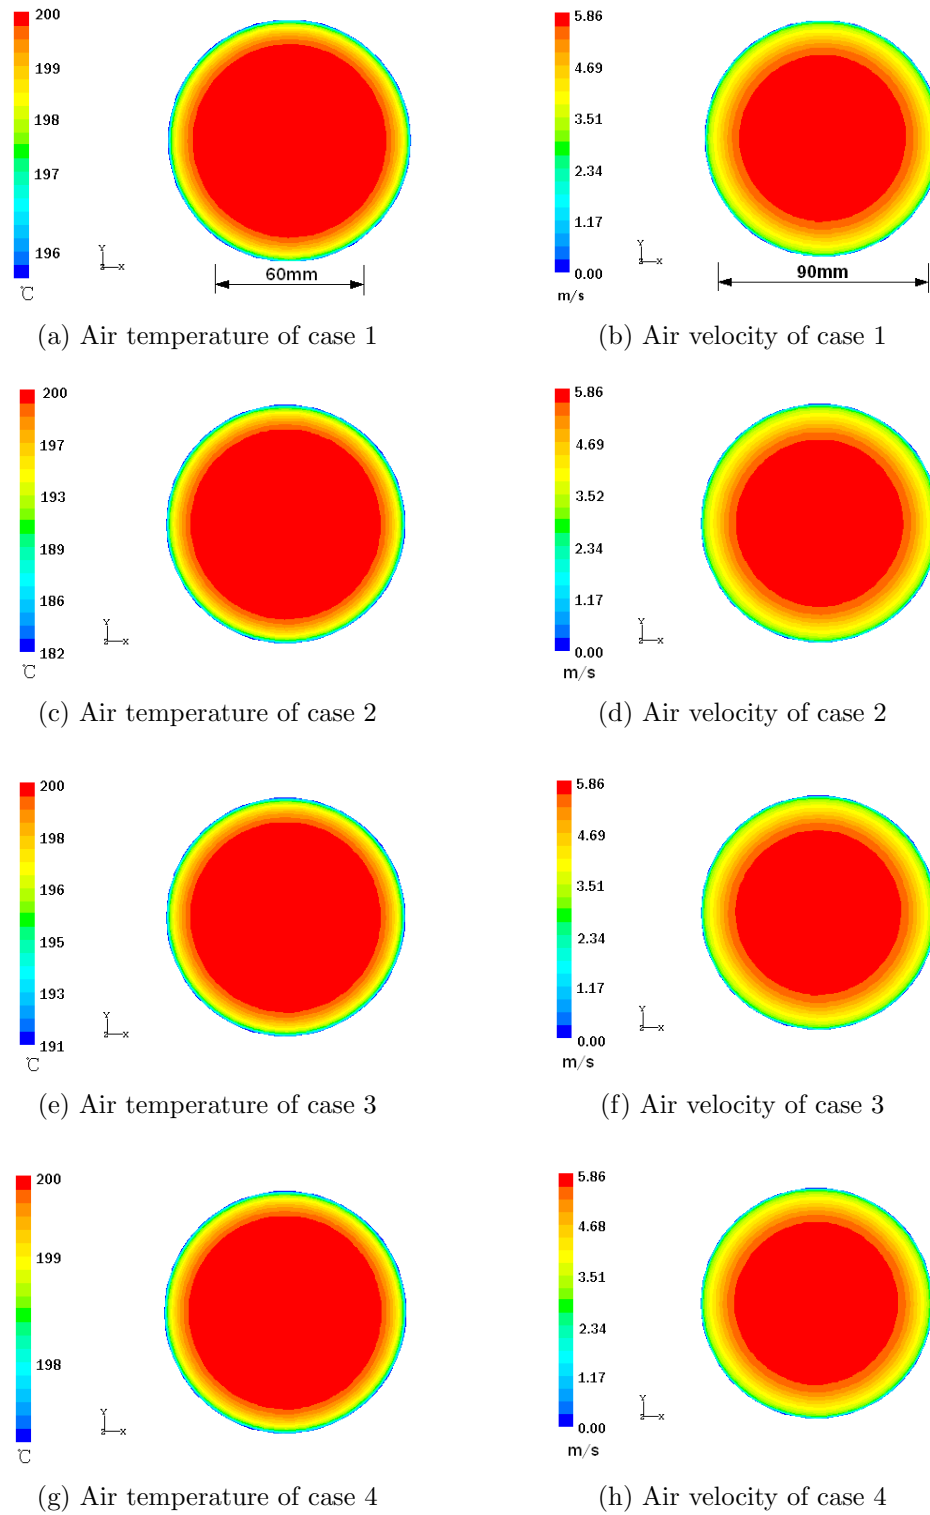 200
199
198
197
196
℃
Y
Z X
60mm
5.86
4.69
3.51
2.34
1.17
0.00
m/s
Y
Z X
90mm
(a) Air temperature of case 1
(b) Air velocity of case 1
200
197
193
189
186
182
℃
Y
Z X
5.86
4.69
3.52
2.34
1.17
0.00
m/s
Y
Z X
(c) Air temperature of case 2
(d) Air velocity of case 2
200
198
196
195
193
191
℃
Y
Z X
5.86
4.69
3.51
2.34
1.17
0.00
m/s
Y
Z X
(e) Air temperature of case 3
(f) Air velocity of case 3
200
199
198
℃
Y
Z X
5.86
4.68
3.51
2.34
1.17
0.00
m/s
Y
Z X
(g) Air temperature of case 4
(h) Air velocity of case 4